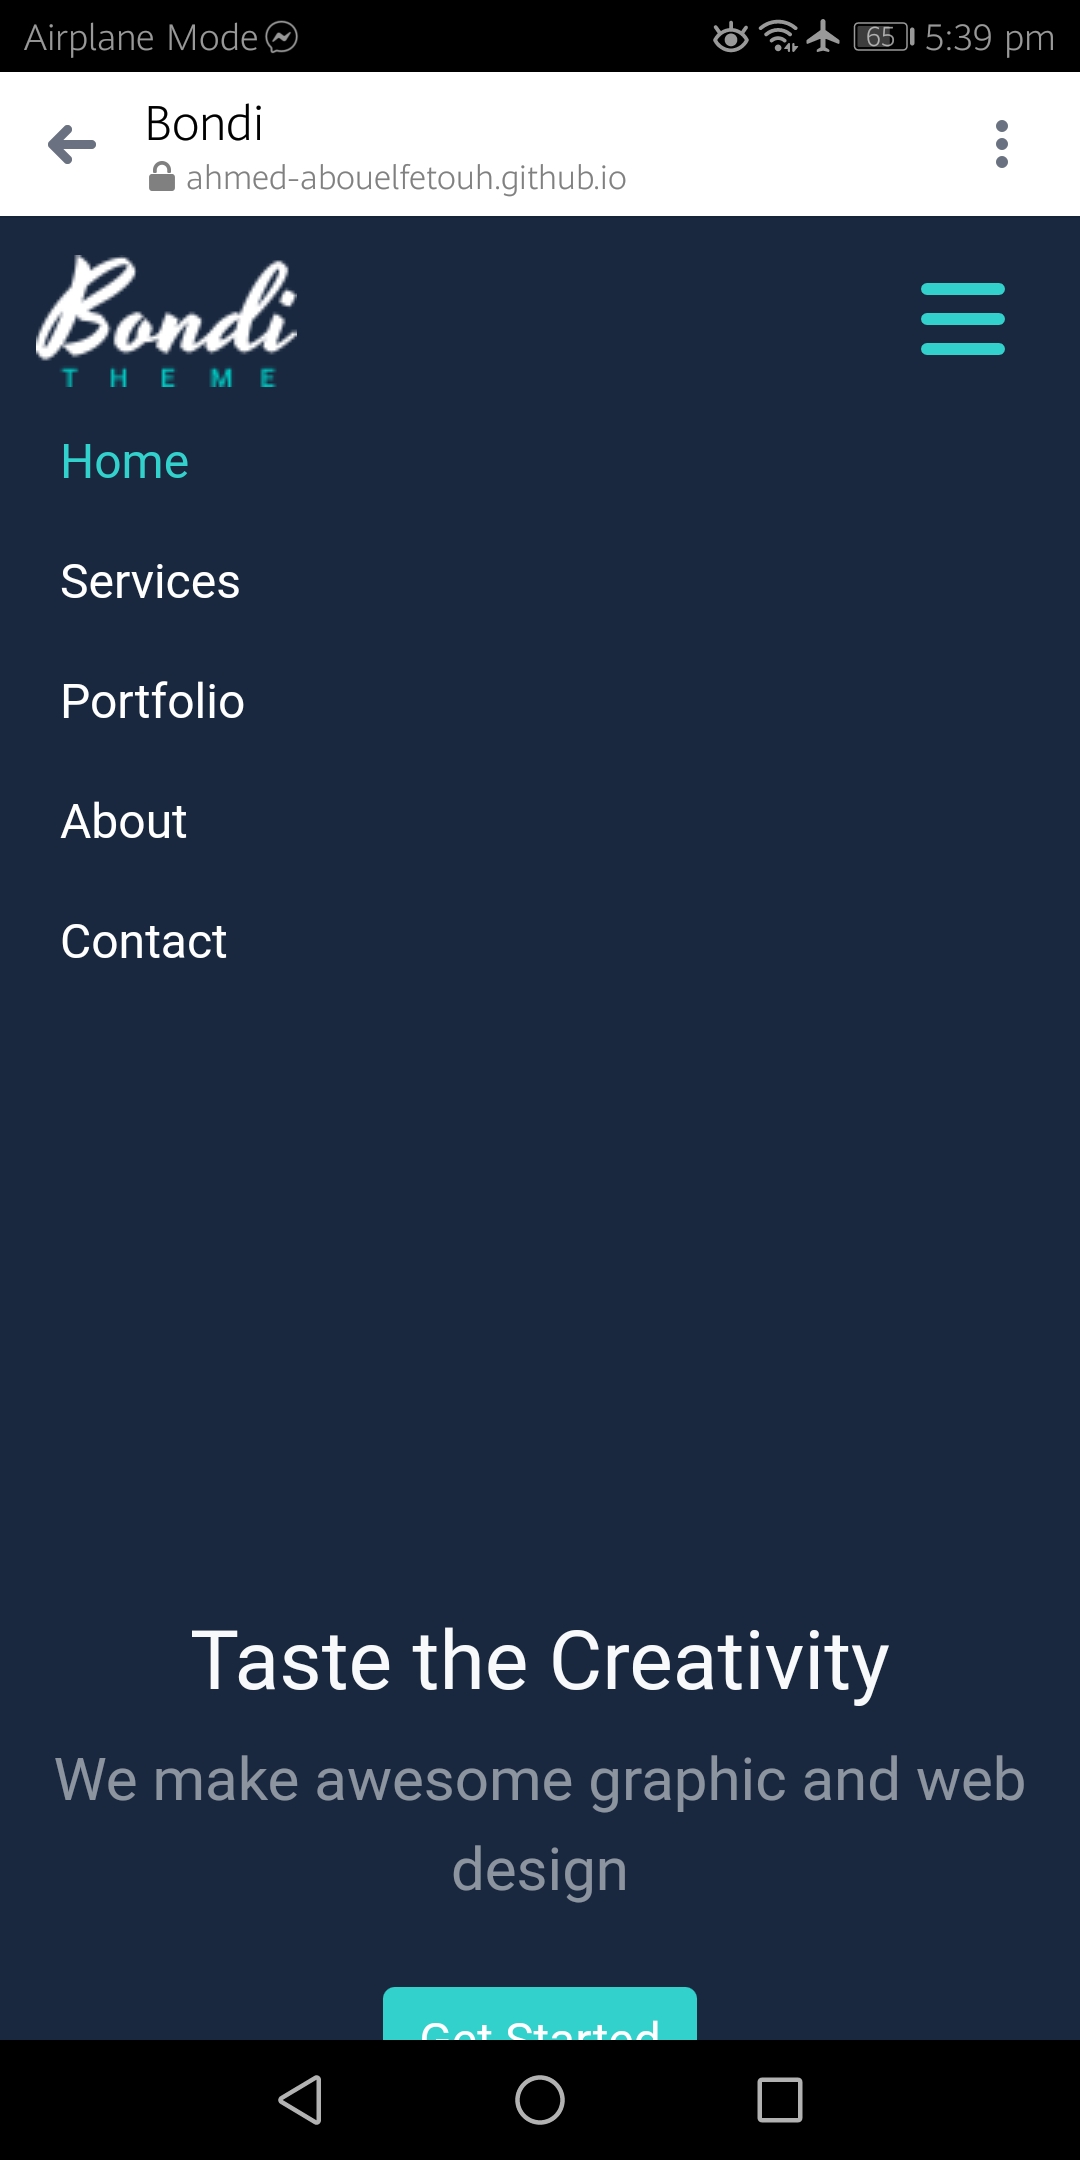 Airplane Mode 65 5:39 pm
Bondi
ahmed-abouelfetouh.github.io
Bondi
THEME
Home
Services
Portfolio
About
Contact
Taste the Creativity
We make awesome graphic and web
design
Get Started